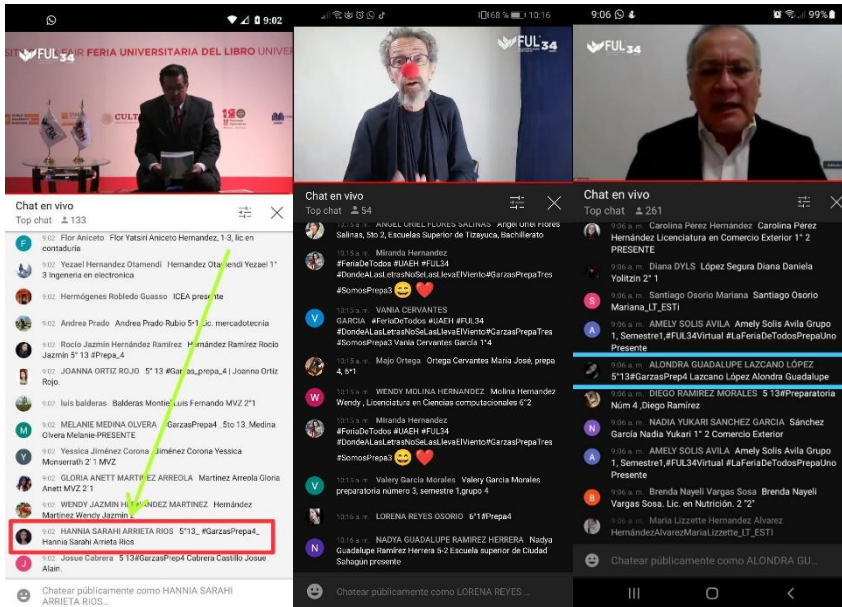 9:02
FERIA UNIVERSITARIA DEL LIBRO UNIVER
FUL 34
Chat en vivo
Top chat 133
9:02 Flor Aniceto Flor Yatsiri Aniceto Hernandez, 1-3, lic en
contaduria
9:02 Yezael Hernandez Otamendi Hernandez Otamendi Yezael 1°
3 Ingeneria en electronica
9:02 Hermógenes Robledo Guasso ICEA presente
9:02 Andrea Prado Andrea Prado Rubio 5•1 Lic. mercadotecnia
9:02 Rocío Jazmín Hernández Ramírez Hernández Ramírez Rocio
Jazmin 5° 13 #Prepa_4
9:02 JOANNA ORTIZ ROJO 5° 13 #Garzas_prepa_4 | Joanna Ortiz
Rojo.
9:02 luis balderas Balderas Montiel Luis Fernando MVZ 2°1
9:02 MELANIE MEDINA OLVERA #GarzasPrepa4 _5to 13_Medina
Olvera Melanie-PRESENTE
9:02 Yessica Jiménez Corona Jiménez Corona Yessica
Monserrath 2°1 MVZ
9:02 GLORIA ANETT MARTINEZ ARREOLA Martinez Arreola Gloria
Anett MVZ 2°1
9:02 WENDY JAZMIN HERNANDEZ MARTINEZ Hernández
Martínez Wendy Jazmín 2°
9:02 HANNIA SARAHI ARRIETA RIOS 5°13_ #GarzasPrepa4_
Hannia Sarahi Arrieta Rios
9:02 Josue Cabrera 5 13#GarzasPrep4 Cabrera Castillo Josue
Alain.
Chatear públicamente como HANNIA SARAHI
ARRIETA RIOS...
68 % 10:16
FUL 34
Chat en vivo
Top chat 54
10:15 a. m. ANGEL URIEL FLORES SALINAS Angel Uriel Flores
Salinas, 5to 2, Escuelas Superior de Tizayuca, Bachillerato
10:15 a. m. Miranda Hernandez
#FeriaDeTodos #UAEH #FUL34
#DondeALasLetrasNoSeLasLlevaElViento#GarzasPrepaTres
#SomosPrepa3 😄 ❤️
10:15 a. m. VANIA CERVANTES
GARCIA #FeriaDeTodos #UAEH #FUL34
#DondeALasLetrasNoSeLasLlevaElViento#GarzasPrepaTres
#SomosPrepa3 Vania Cervantes García 1°4
10:15 a. m. Majo Ortega Ortega Cervantes María José, prepa
4, 6•1
10:15 a. m. WENDY MOLINA HERNANDEZ Molina Hernandez
Wendy , Licenciatura en Ciencias computacionales 6°2
10:15 a. m. Miranda Hernandez
#FeriaDeTodos #UAEH #FUL34
#DondeALasLetrasNoSeLasLlevaElViento#GarzasPrepaTres
#SomosPrepa3 😄 ❤️
10:15 a. m. Valery Garcia Morales Valery Garcia Morales
preparatoria número 3, semestre 1,grupo 4
10:15 a. m. LORENA REYES OSORIO 6°1#Prepa4
10:16 a. m. NADYA GUADALUPE RAMIREZ HERRERA Nadya
Guadalupe Ramírez Herrera 5-2 Escuela superior de Ciudad
Sahagún presente
Chatear públicamente como LORENA REYES ...
9:06 99%
FUL 34
Chat en vivo
Top chat 261
9:06 a. m. Carolina Pérez Hernández Carolina Pérez
Hernández Licenciatura en Comercio Exterior 1° 2
PRESENTE
9:06 a. m. Diana DYLS López Segura Diana Daniela
Yolitzin 2° 1
9:06 a. m. Santiago Osorio Mariana Santiago Osorio
Mariana_LT_ESTi
9:06 a. m. AMELY SOLIS AVILA Amely Solis Avila Grupo
1, Semestre1,#FUL34Virtual #LaFeriaDeTodosPrepaUno
Presente
9:06 a. m. ALONDRA GUADALUPE LAZCANO LÓPEZ
5°13#GarzasPrep4 Lazcano López Alondra Guadalupe
9:06 a. m. DIEGO RAMIREZ MORALES 5 13#Preparatoria
Núm 4 ,Diego Ramírez
9:06 a. m. NADIA YUKARI SANCHEZ GARCIA Sánchez
García Nadia Yukari 1° 2 Comercio Exterior
9:06 a. m. AMELY SOLIS AVILA Amely Solis Avila Grupo
1, Semestre1,#FUL34Virtual #LaFeriaDeTodosPrepaUno
Presente
9:06 a. m. Brenda Nayeli Vargas Sosa Brenda Nayeli
Vargas Sosa. Lic. en Nutrición. 2 °2°
9:06 a. m. Maria Lizzette Hernandez Alvarez
HernándezAlvarezMariaLizzette_LT_ESTI
Chatear públicamente como ALONDRA GU...